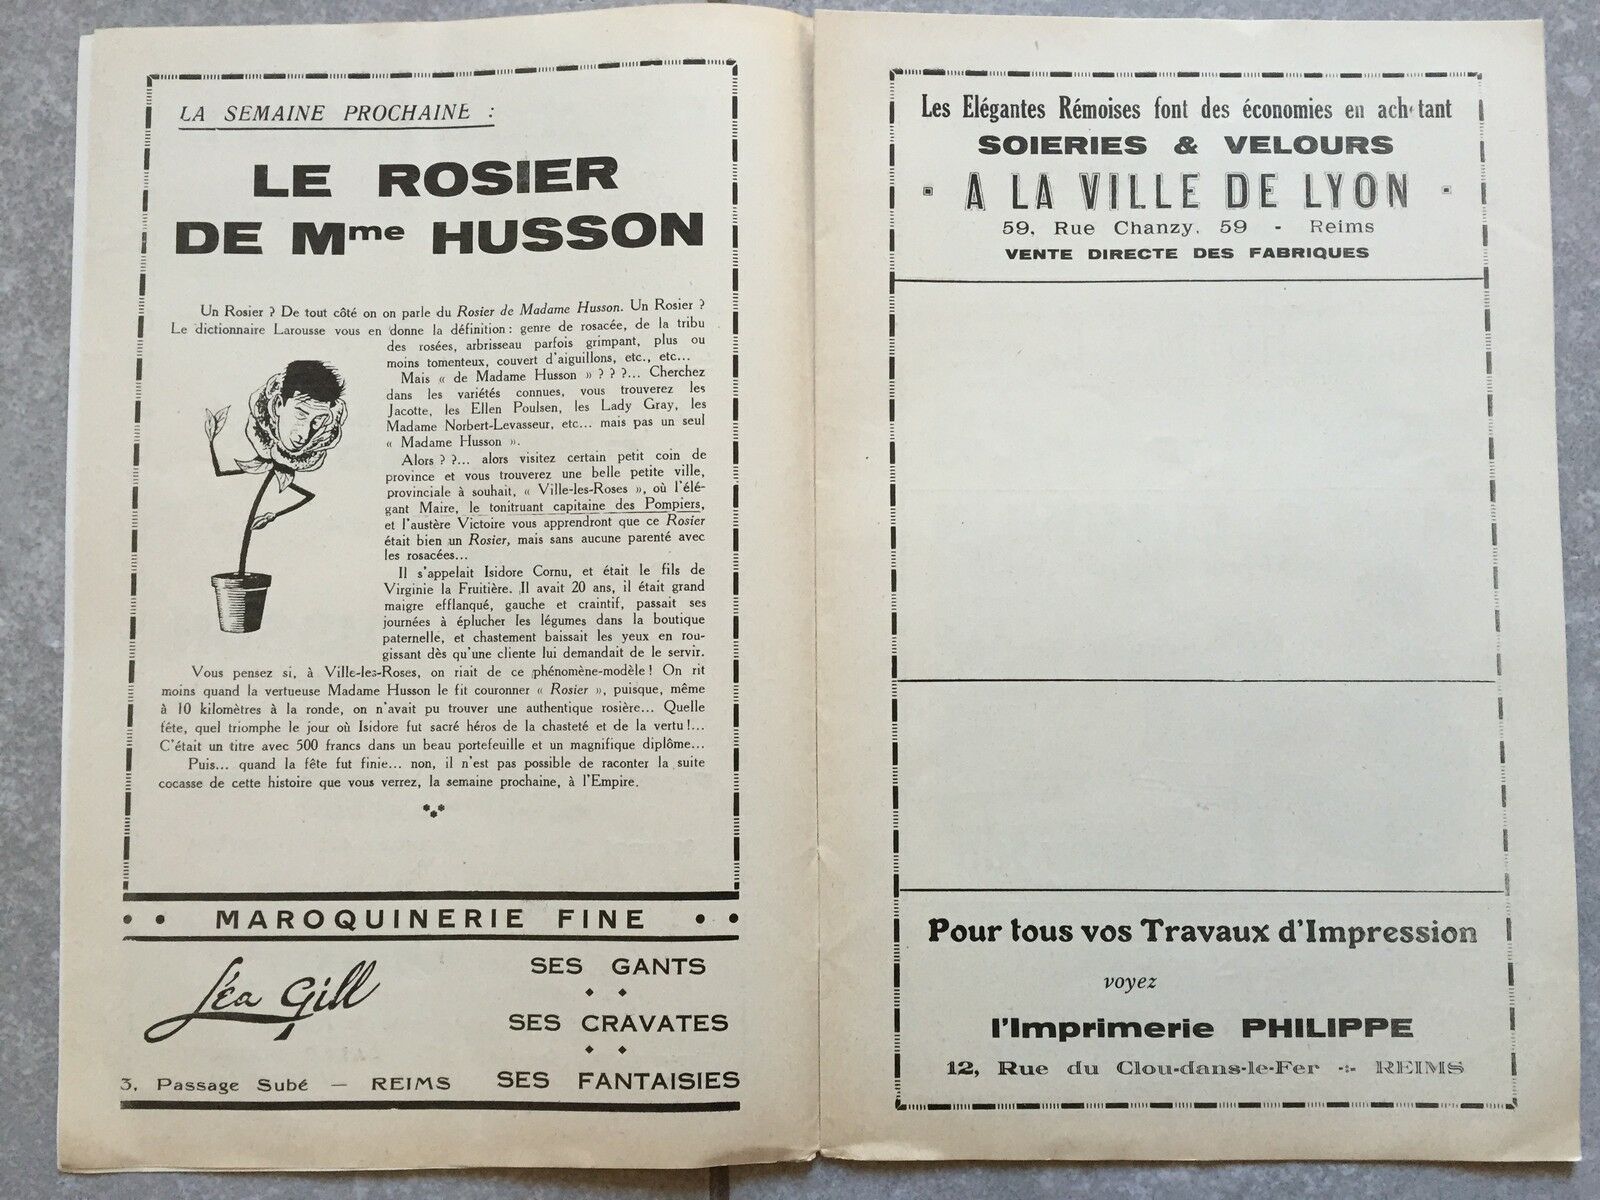 LA SEMAINE PROCHAINE :
LE ROSIER
DE Mme HUSSON
Un Rosier ? De tout côté on on parle du Rosier de Madame Husson. Un Rosier ?
Le dictionnaire Larousse vous en donne la définition : genre de rosacée, de la tribu
des rosées, arbrisseau parfois grimpant, plus ou
moins tomenteux, couvert d'aiguillons, etc., etc...
Mais « de Madame Husson » ? ? ?... Cherchez
dans les variétés connues, vous trouverez les
Jacotte, les Ellen Poulsen, les Lady Gray, les
Madame Norbert-Levasseur, etc... mais pas un seul
« Madame Husson ».
Alors ? ?... alors visitez certain petit coin de
province et vous trouverez une belle petite ville,
provinciale à souhait, « Ville-les-Roses », où l'élé-
gant Maire, le tonitruant capitaine des Pompiers,
et l'austère Victoire vous apprendront que ce Rosier
était bien un Rosier, mais sans aucune parenté avec
les rosacées...
Il s'appelait Isidore Cornu, et était le fils de
Virginie la Fruitière. Il avait 20 ans, il était grand
maigre efflanqué, gauche et craintif, passait ses
journées à éplucher les légumes dans la boutique
paternelle, et chastement baissait les yeux en rou-
gissant dès qu'une cliente lui demandait de le servir.
Vous pensez si, à Ville-les-Roses, on riait de ce phénomène-modèle ! On rit
moins quand la vertueuse Madame Husson le fit couronner « Rosier », puisque, même
à 10 kilomètres à la ronde, on n'avait pu trouver une authentique rosière... Quelle
fête, quel triomphe le jour où Isidore fut sacré héros de la chasteté et de la vertu !...
C'était un titre avec 500 francs dans un beau portefeuille et un magnifique diplôme...
Puis... quand la fête fut finie... non, il n'est pas possible de raconter la suite
cocasse de cette histoire que vous verrez, la semaine prochaine, à l'Empire.
MAROQUINERIE FINE
Léa Gill
SES GANTS
SES CRAVATES
3, Passage Subé — REIMS SES FANTAISIES
Les Elégantes Rémoises font des économies en achetant
SOIERIES & VELOURS
A LA VILLE DE LYON
59, Rue Chanzy, 59 - Reims
VENTE DIRECTE DES FABRIQUES
Pour tous vos Travaux d'Impression
voyez
l'Imprimerie PHILIPPE
12, Rue du Clou-dans-le-Fer -:- REIMS